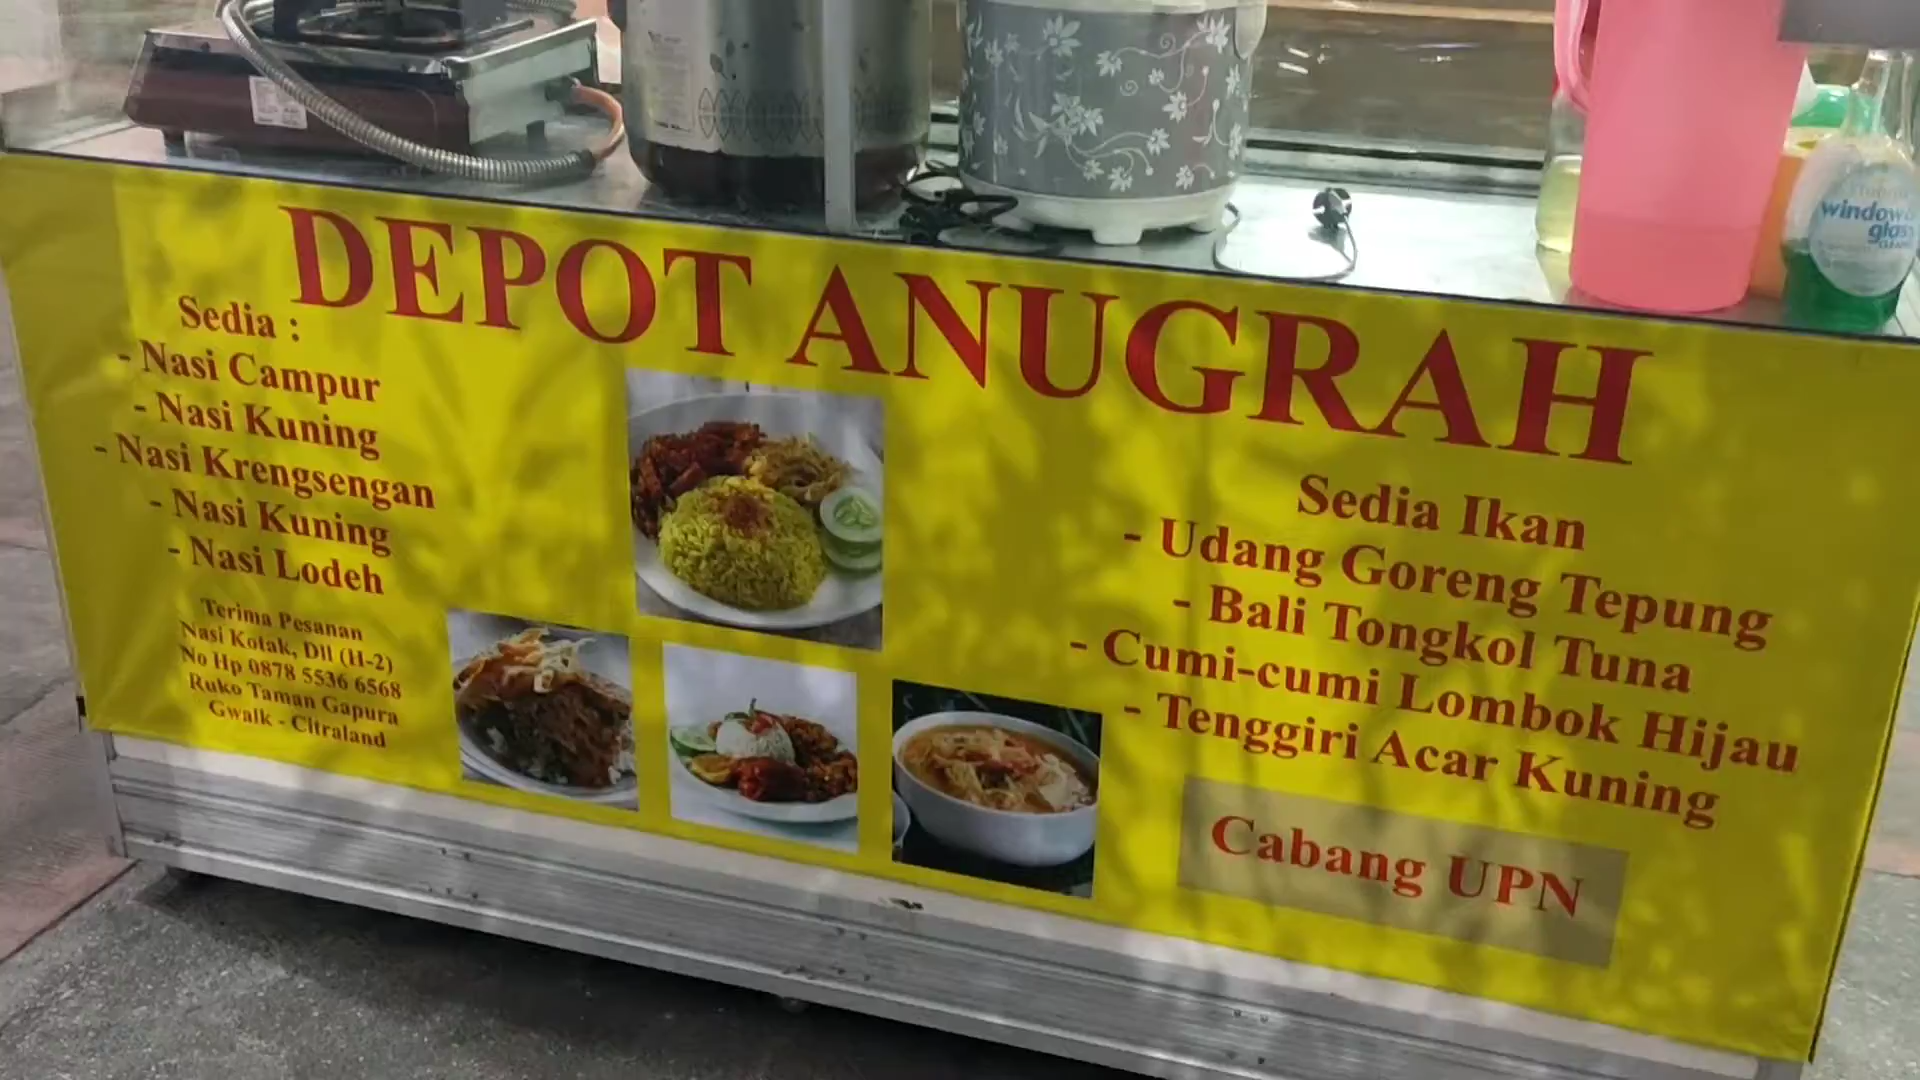 DEPOT ANUGRAH
Sedia :
- Nasi Campur
- Nasi Kuning
- Nasi Krengsengan
- Nasi Kuning
- Nasi Lodeh
Terima Pesanan
Nasi Kotak, Dll (H-2)
No Hp 0878 5536 6568
Ruko Taman Gapura
Gwalk - Citraland
Sedia Ikan
- Udang Goreng Tepung
- Bali Tongkol Tuna
- Cumi-cumi Lombok Hijau
- Tenggiri Acar Kuning
Cabang UPN
window
glass